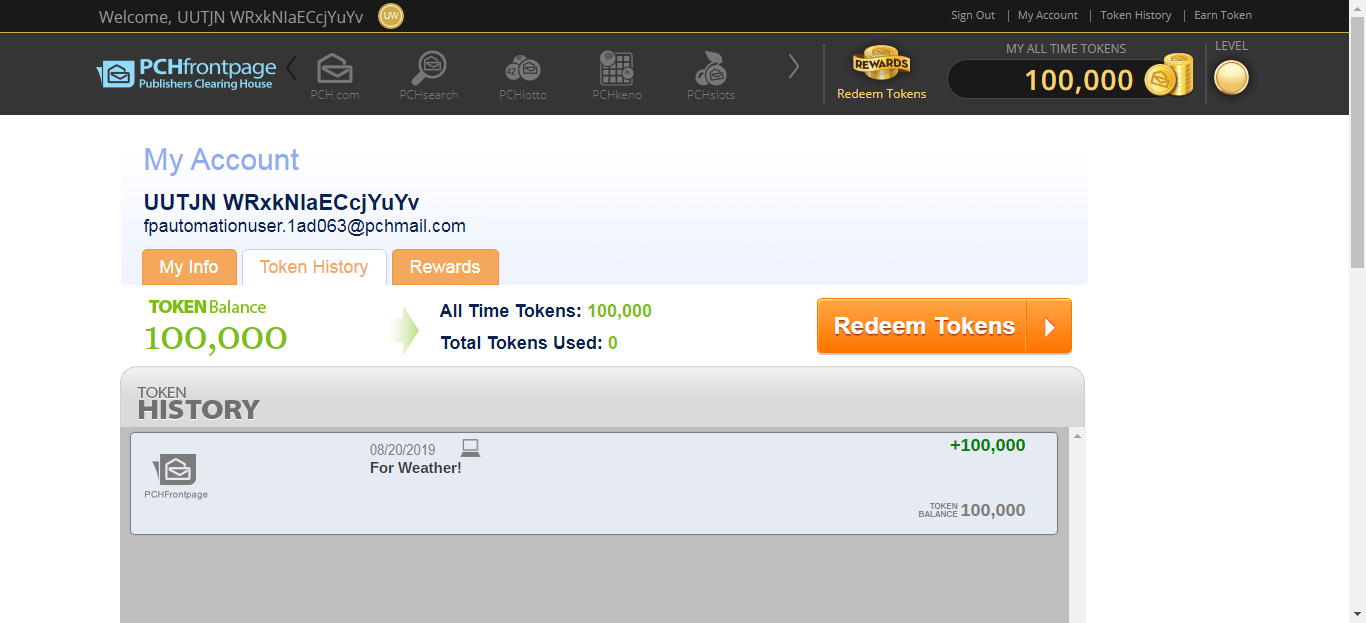 Welcome, UUTJN WRxkNIaECcjYuYv UW Sign Out | My Account | Token History | Earn Token
PCHfrontpage
Publishers Clearing House
PCH.com PCHsearch PCHlotto PCHkeno PCHslots
42
REWARDS
Redeem Tokens
MY ALL TIME TOKENS
100,000
LEVEL
My Account
UUTJN WRxkNIaECcjYuYv
fpautomationuser.1ad063@pchmail.com
My Info Token History Rewards
TOKEN Balance
100,000
All Time Tokens: 100,000
Total Tokens Used: 0
Redeem Tokens
TOKEN
HISTORY
PCHFrontpage
08/20/2019
For Weather!
+100,000
TOKEN
BALANCE 100,000